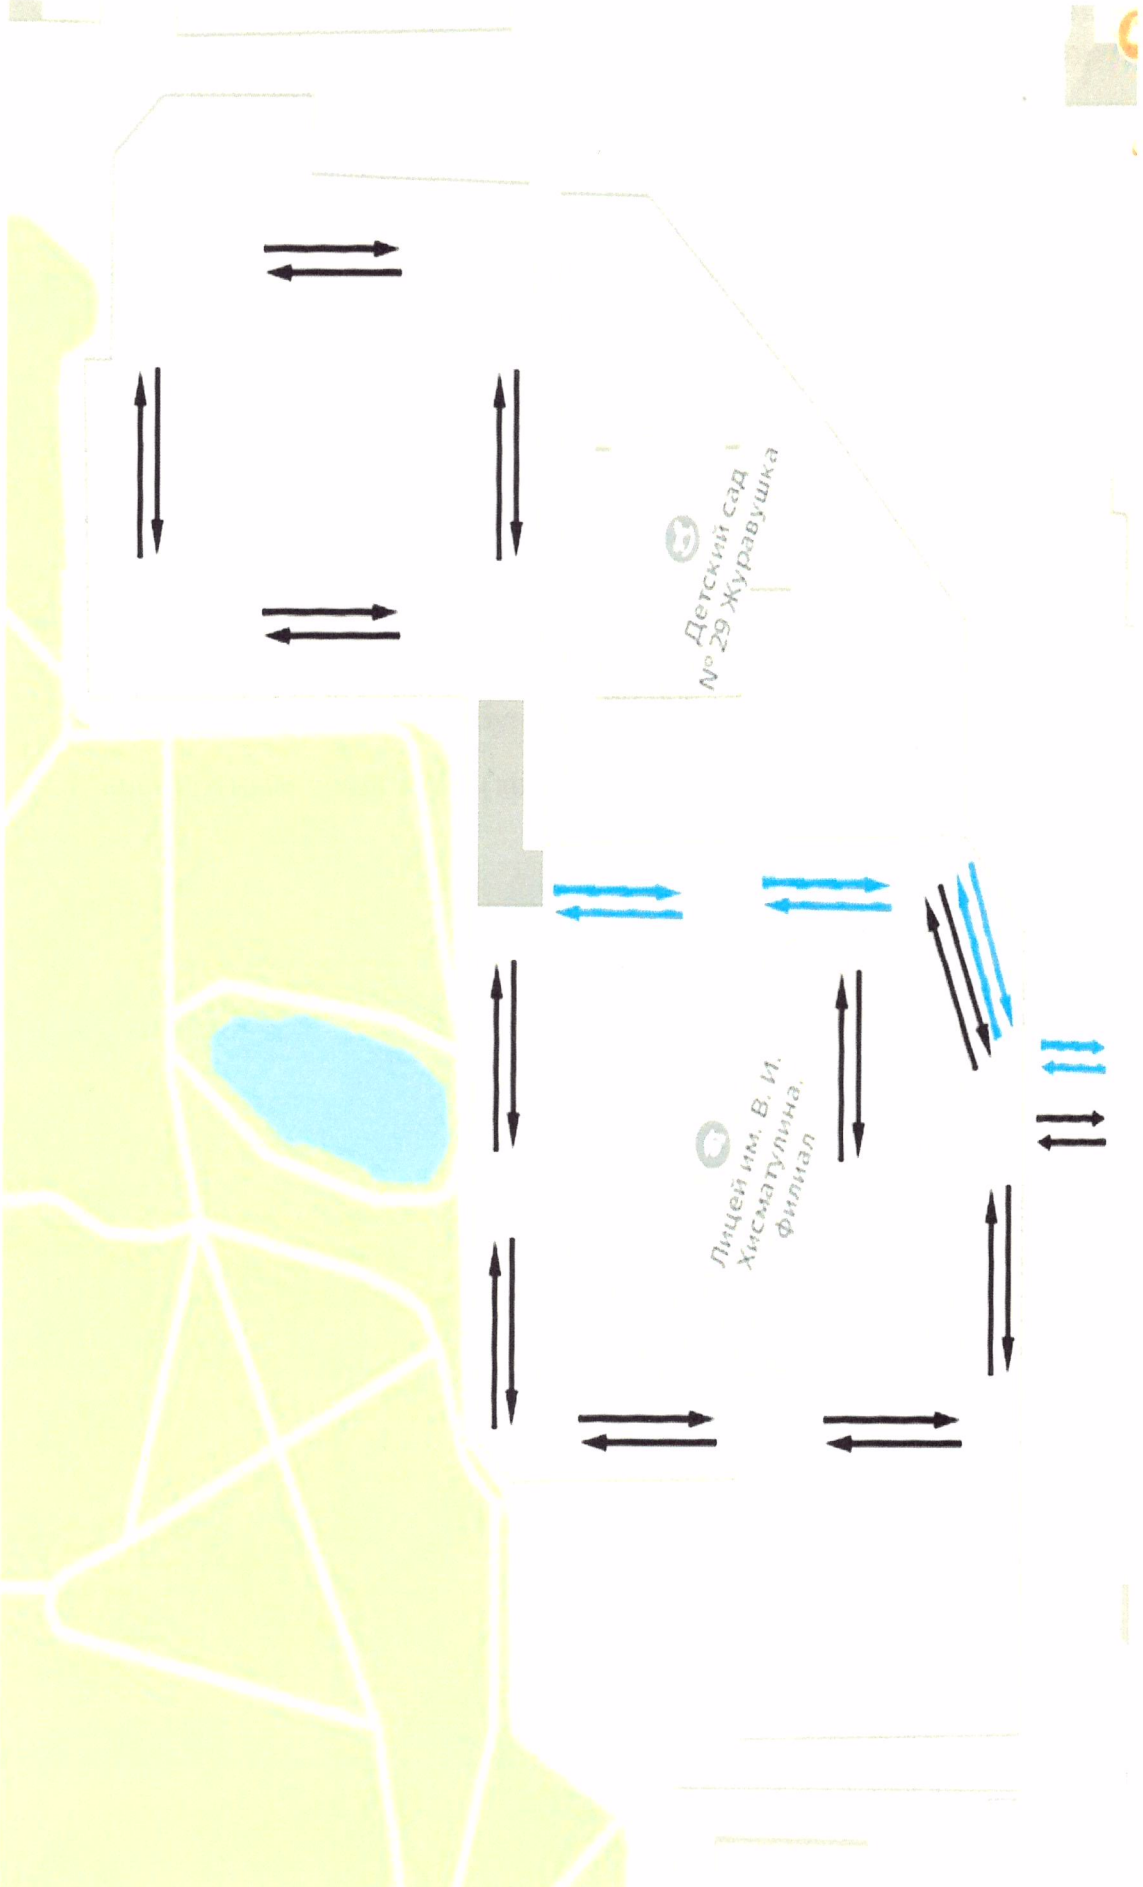 Детский сад
№ 29 Журавушка
Лицей им. В. И.
Хисматулина,
филиал